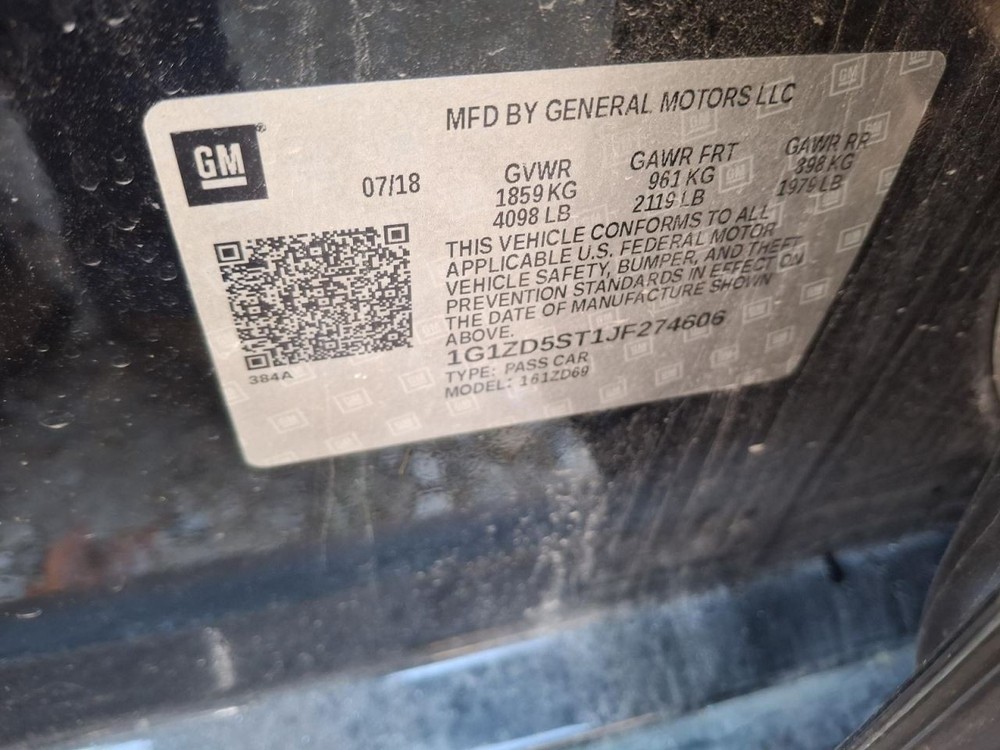 MFD BY GENERAL MOTORS LLC
GM
07/18
GVWR
1859 KG
4098 LB
GAWR FRT
961 KG
2119 LB
GAWR RR
898 KG
1979 LB
THIS VEHICLE CONFORMS TO ALL
APPLICABLE U.S. FEDERAL MOTOR
VEHICLE SAFETY, BUMPER, AND THEFT
PREVENTION STANDARDS IN EFFECT ON
THE DATE OF MANUFACTURE SHOWN
ABOVE.
1G1ZD5ST1JF274606
TYPE: PASS CAR
MODEL: 161ZD69
384A